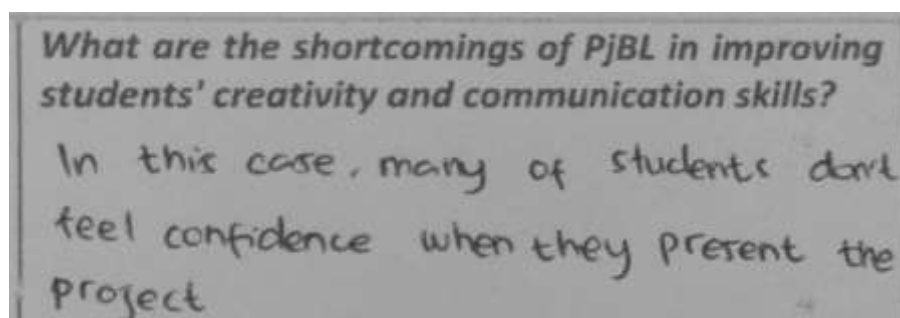 What are the shortcomings of PjBL in improving
students' creativity and communication skills?
In this case, many of students don't
feel confidence when they present the
project